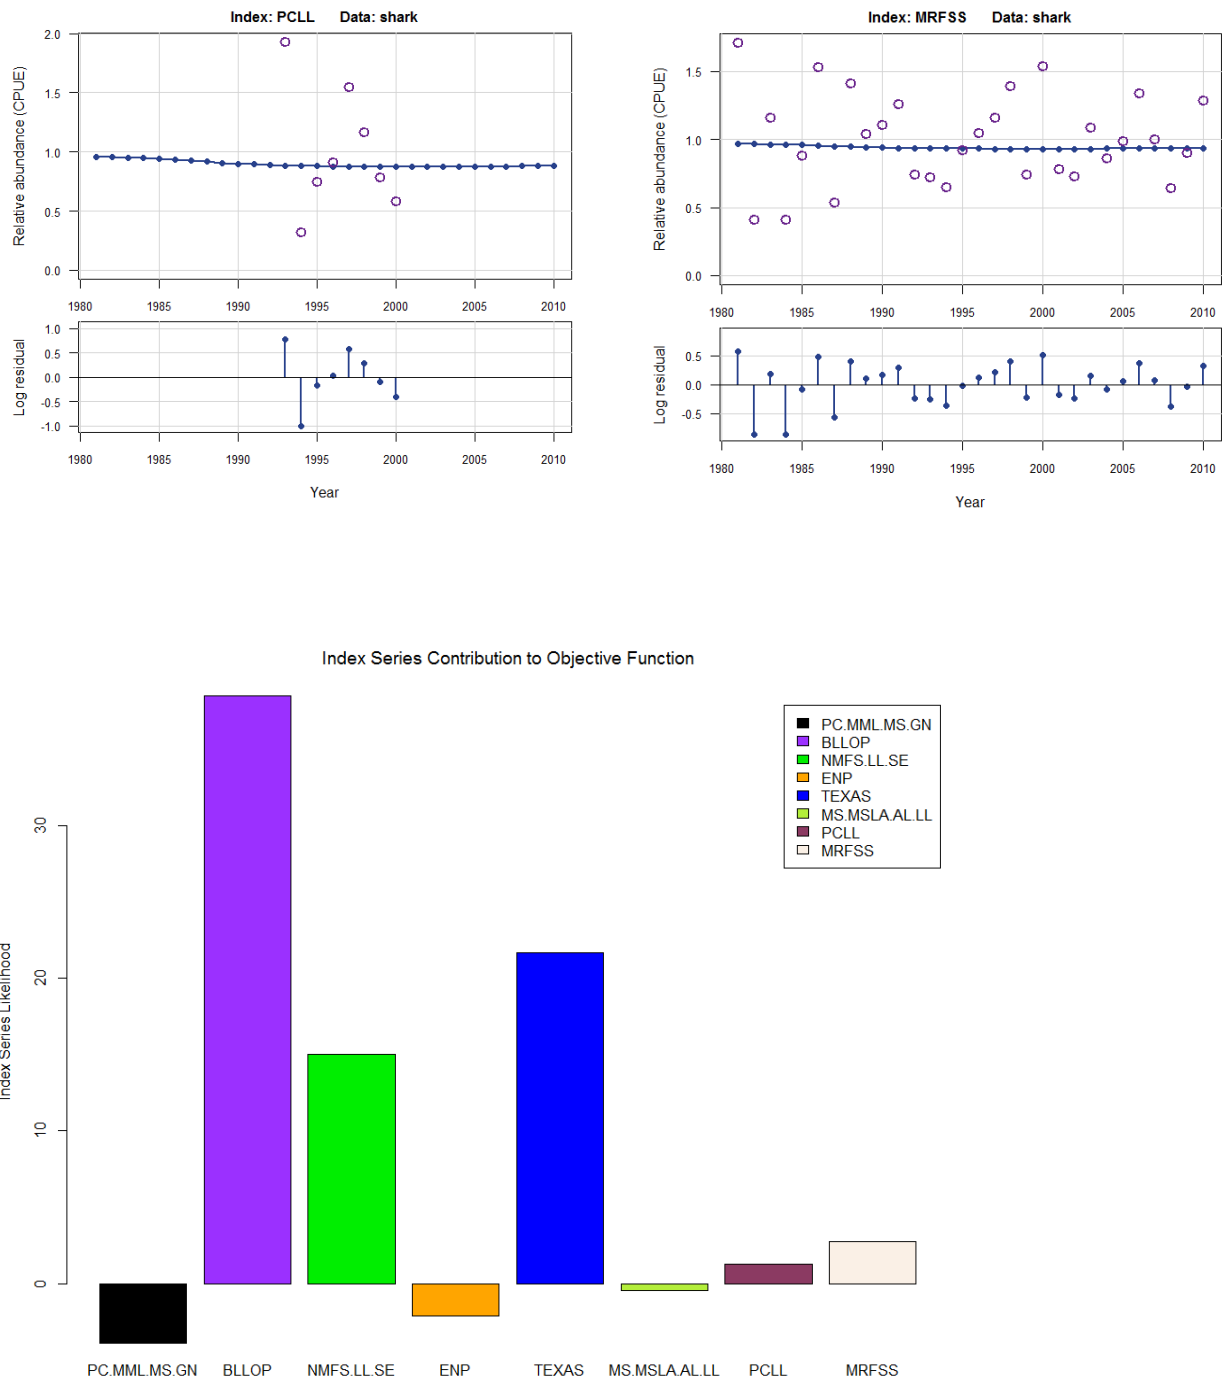 Index: PCLL Data: shark
Relative abundance (CPUE)
2.0
1.5
1.0
0.5
0.0
1980 1985 1990 1995 2000 2005 2010
Log residual
1.0
0.5
0.0
-0.5
-1.0
1980 1985 1990 1995 2000 2005 2010
Year
Index: MRFSS Data: shark
Relative abundance (CPUE)
1.5
1.0
0.5
0.0
1980 1985 1990 1995 2000 2005 2010
Log residual
0.5
0.0
-0.5
1980 1985 1990 1995 2000 2005 2010
Year
Index Series Contribution to Objective Function
PC.MML.MS.GN
BLLOP
NMFS.LL.SE
ENP
TEXAS
MS.MSLA.AL.LL
PCLL
MRFSS
Index Series Likelihood
30
20
10
0
PC.MML.MS.GN BLLOP NMFS.LL.SE ENP TEXAS MS.MSLA.AL.LL PCLL MRFSS